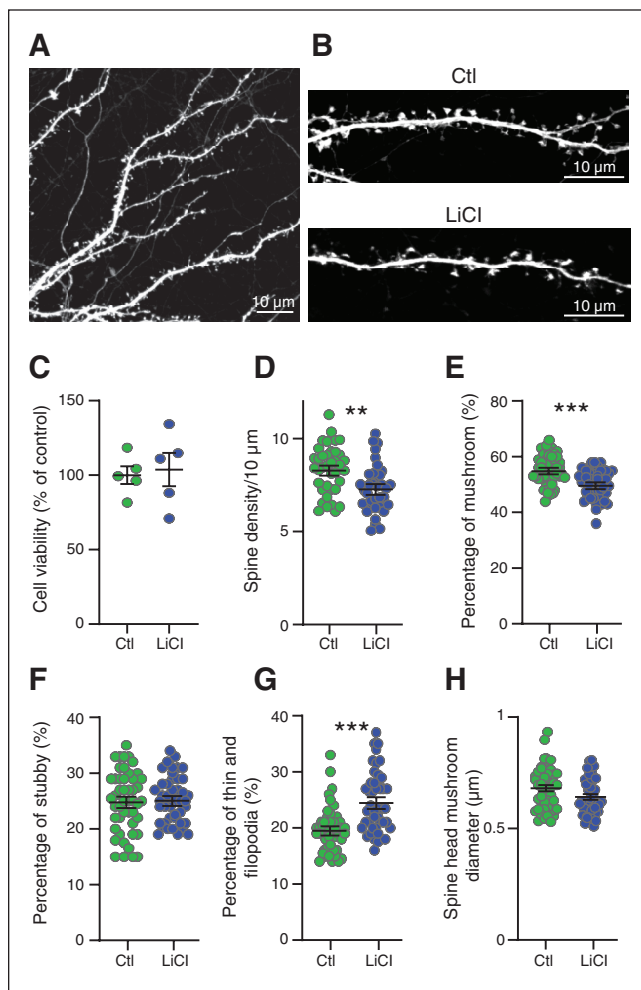 A
10 µm
B
Ctl
10 µm
LiCl
10 µm
C
Cell viability (% of control)
150
100
50
0
Ctl
LiCl
D
Spine density/10 µm
10
5
0
**
Ctl
LiCl
E
Percentage of mushroom (%)
80
60
40
20
0
***
Ctl
LiCl
F
Percentage of stubby (%)
40
30
20
10
0
Ctl
LiCl
G
Percentage of thin and
filopodia (%)
40
30
20
10
0
***
Ctl
LiCl
H
Spine head mushroom
diameter (µm)
1
0.5
0
Ctl
LiCl